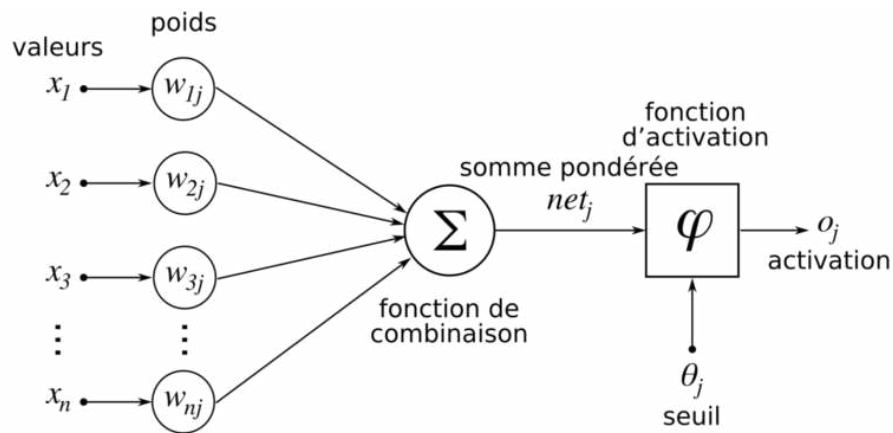 poids
valeurs
x₁ w₁ⱼ
x₂ w₂ⱼ
x₃ w₃ⱼ
⋮ ⋮
xₙ wₙⱼ
Σ
fonction de
combinaison
somme pondérée
netⱼ
fonction
d'activation
φ
oⱼ
activation
θⱼ
seuil